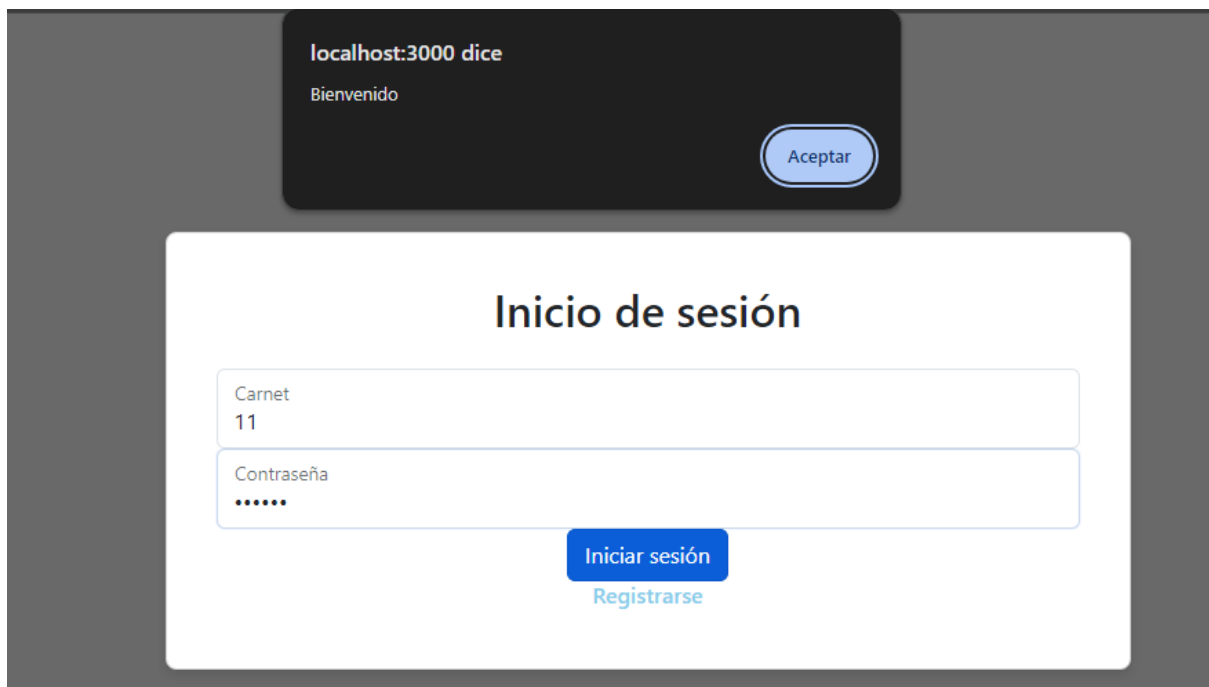 localhost:3000 dice
Bienvenido
Aceptar
Inicio de sesión
Carnet
11
Contraseña
••••••
Iniciar sesión
Registrarse